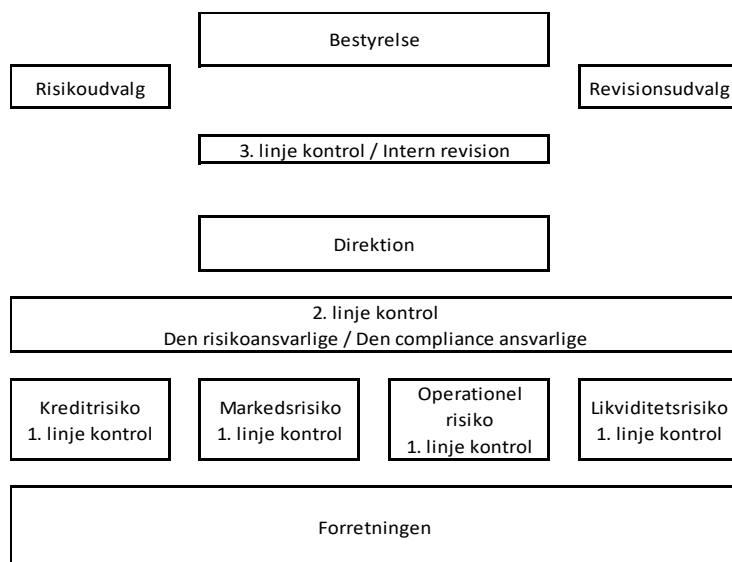 Bestyrelse
Risikoudvalg
Revisionsudvalg
3. linje kontrol / Intern revision
Direktion
2. linje kontrol
Den risikoansvarlige / Den compliance ansvarlige
Kreditrisiko
1. linje kontrol
Markedsrisiko
1. linje kontrol
Operationel
risiko
1. linje kontrol
Likviditetsrisiko
1. linje kontrol
Forretningen